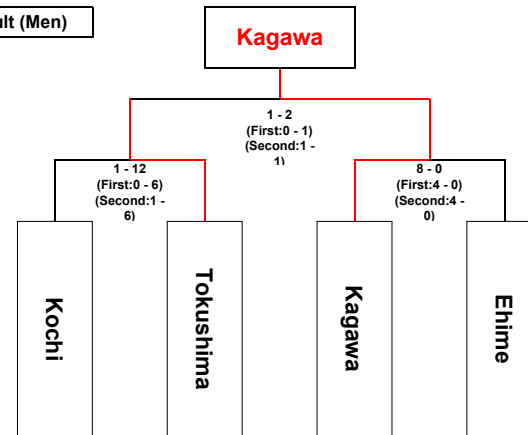 ult (Men)
Kagawa
1 - 2
(First:0 - 1)
(Second:1 -
1)
1 - 12
(First:0 - 6)
(Second:1 -
6)
8 - 0
(First:4 - 0)
(Second:4 -
0)
Kochi
Tokushima
Kagawa
Ehime